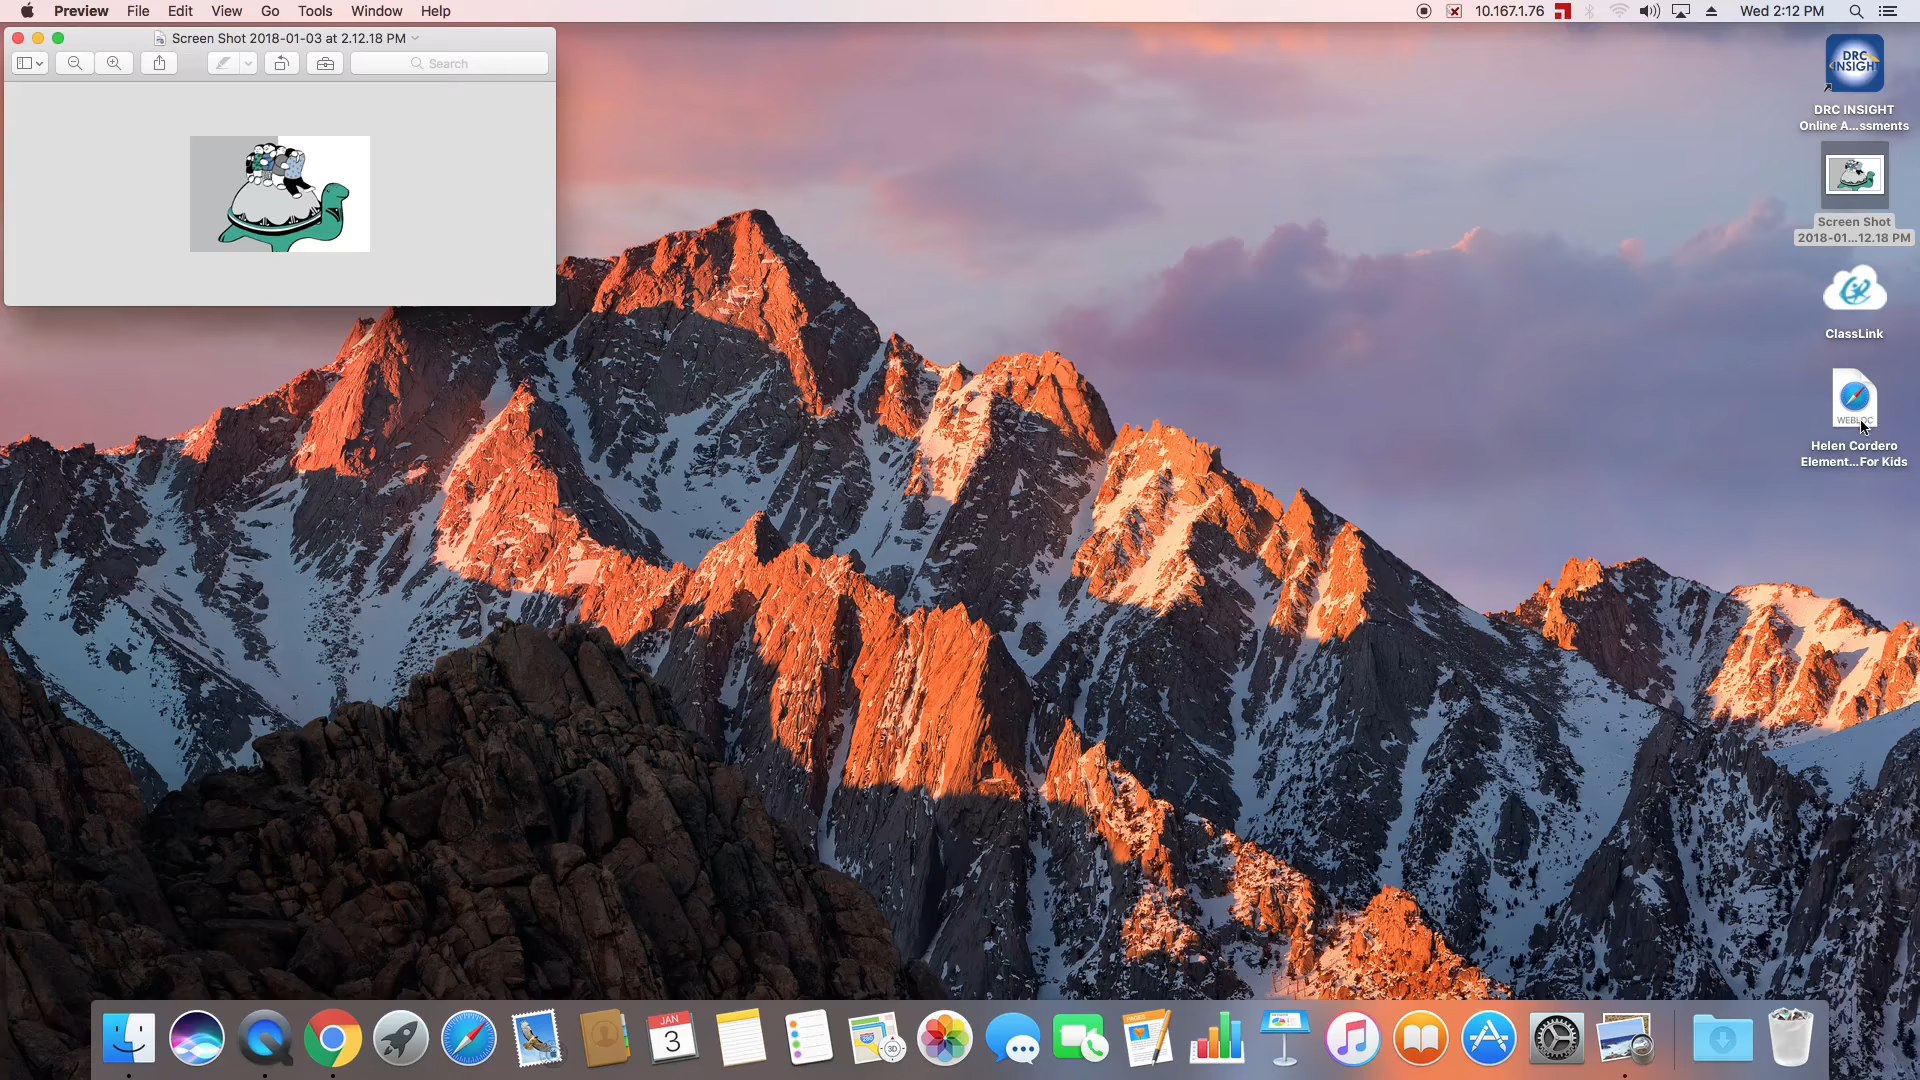 Preview File Edit View Go Tools Window Help
10.167.1.76
Wed 2:12 PM
Screen Shot 2018-01-03 at 2.12.18 PM
Search
DRC
INSIGHT
DRC INSIGHT
Online A...ssments
Screen Shot
2018-01...12.18 PM
ClassLink
WEBLOC
Helen Cordero
Element...For Kids
JAN
3
3D
PAGES